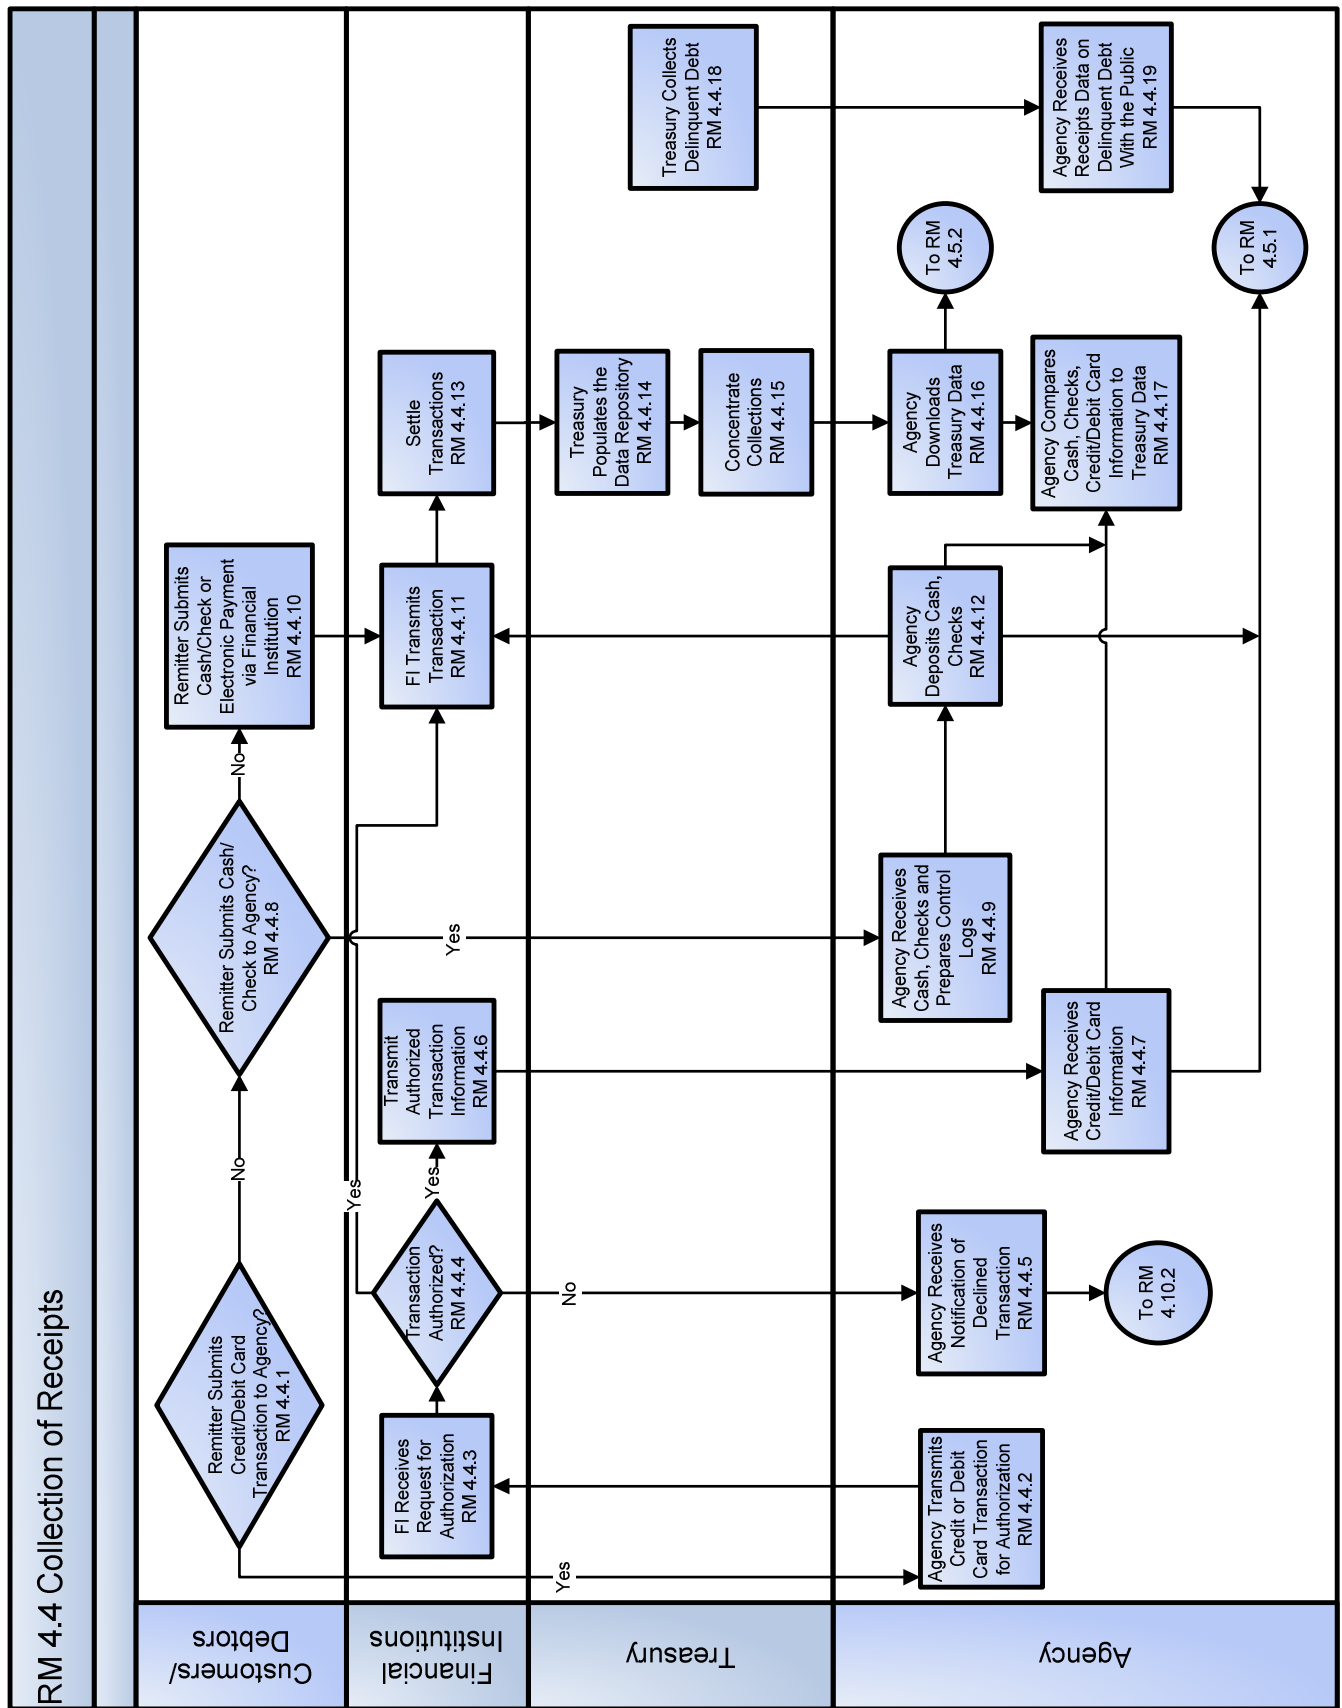 RM 4.4 Collection of Receipts
Customers/
Debtors
Remitter Submits
Credit/Debit Card
Transaction to Agency?
RM 4.4.1
No
Yes
Remitter Submits Cash/
Check to Agency?
RM 4.4.8
No
Yes
Remitter Submits
Cash/Check or
Electronic Payment
via Financial
Institution
RM 4.4.10
Financial
Institutions
FI Receives
Request for
Authorization
RM 4.4.3
Transaction
Authorized?
RM 4.4.4
Yes
Yes
No
Transmit
Authorized
Transaction
Information
RM 4.4.6
FI Transmits
Transaction
RM 4.4.11
Settle
Transactions
RM 4.4.13
Treasury
Treasury
Populates the
Data Repository
RM 4.4.14
Concentrate
Collections
RM 4.4.15
Treasury Collects
Delinquent Debt
RM 4.4.18
Agency
Agency Transmits
Credit or Debit
Card Transaction
for Authorization
RM 4.4.2
Agency Receives
Notification of
Declined
Transaction
RM 4.4.5
To RM
4.10.2
Agency Receives
Credit/Debit Card
Information
RM 4.4.7
Agency Receives
Cash, Checks and
Prepares Control
Logs
RM 4.4.9
Agency
Deposits Cash,
Checks
RM 4.4.12
Agency
Downloads
Treasury Data
RM 4.4.16
Agency Compares
Cash, Checks,
Credit/Debit Card
Information to
Treasury Data
RM 4.4.17
To RM
4.5.2
To RM
4.5.1
Agency Receives
Receipts Data on
Delinquent Debt
With the Public
RM 4.4.19